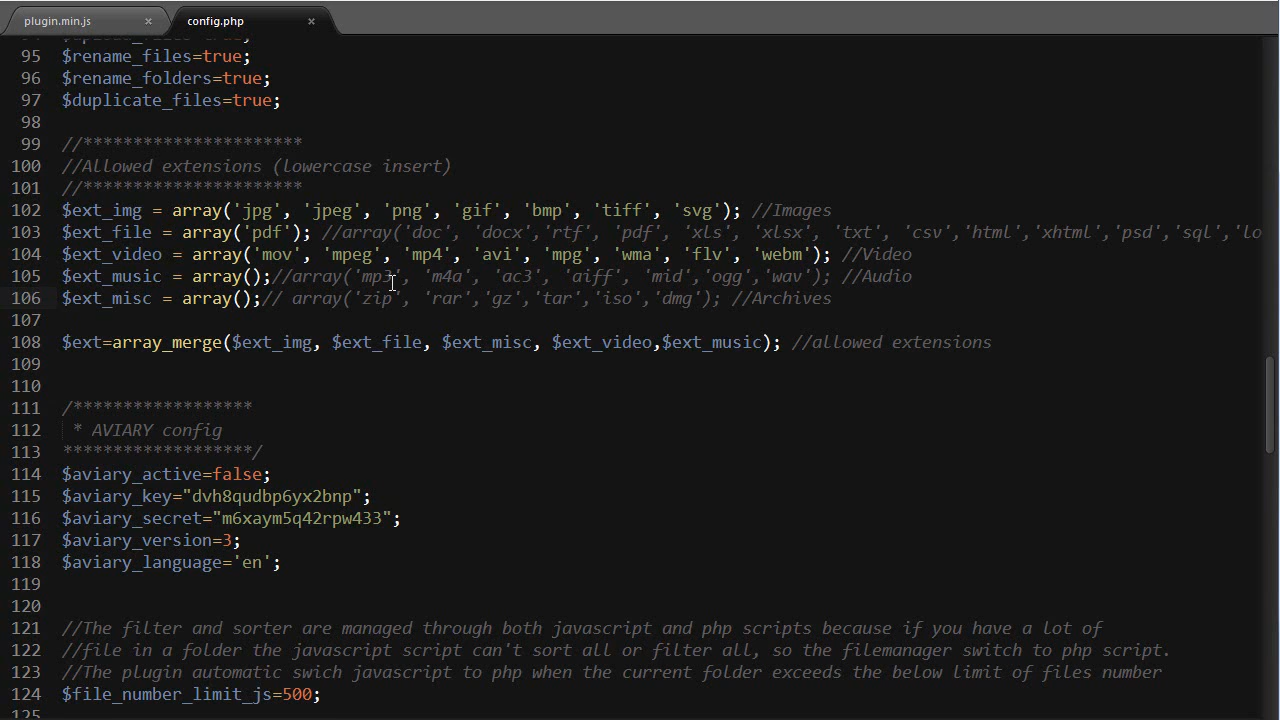 plugin.min.js × config.php ×
95 $rename_files=true;
96 $rename_folders=true;
97 $duplicate_files=true;
98
99 //**********************
100 //Allowed extensions (lowercase insert)
101 //**********************
102 $ext_img = array('jpg', 'jpeg', 'png', 'gif', 'bmp', 'tiff', 'svg'); //Images
103 $ext_file = array('pdf'); //array('doc', 'docx','rtf', 'pdf', 'xls', 'xlsx', 'txt', 'csv','html','xhtml','psd','sql','lo
104 $ext_video = array('mov', 'mpeg', 'mp4', 'avi', 'mpg', 'wma', 'flv', 'webm'); //Video
105 $ext_music = array();//array('mp3', 'm4a', 'ac3', 'aiff', 'mid','ogg','wav'); //Audio
106 $ext_misc = array();// array('zip', 'rar','gz','tar','iso','dmg'); //Archives
107
108 $ext=array_merge($ext_img, $ext_file, $ext_misc, $ext_video,$ext_music); //allowed extensions
109
110
111 /******************
112 * AVIARY config
113 *******************/
114 $aviary_active=false;
115 $aviary_key="dvh8qudbp6yx2bnp";
116 $aviary_secret="m6xaym5q42rpw433";
117 $aviary_version=3;
118 $aviary_language='en';
119
120
121 //The filter and sorter are managed through both javascript and php scripts because if you have a lot of
122 //file in a folder the javascript script can't sort all or filter all, so the filemanager switch to php script.
123 //The plugin automatic swich javascript to php when the current folder exceeds the below limit of files number
124 $file_number_limit_js=500;
125